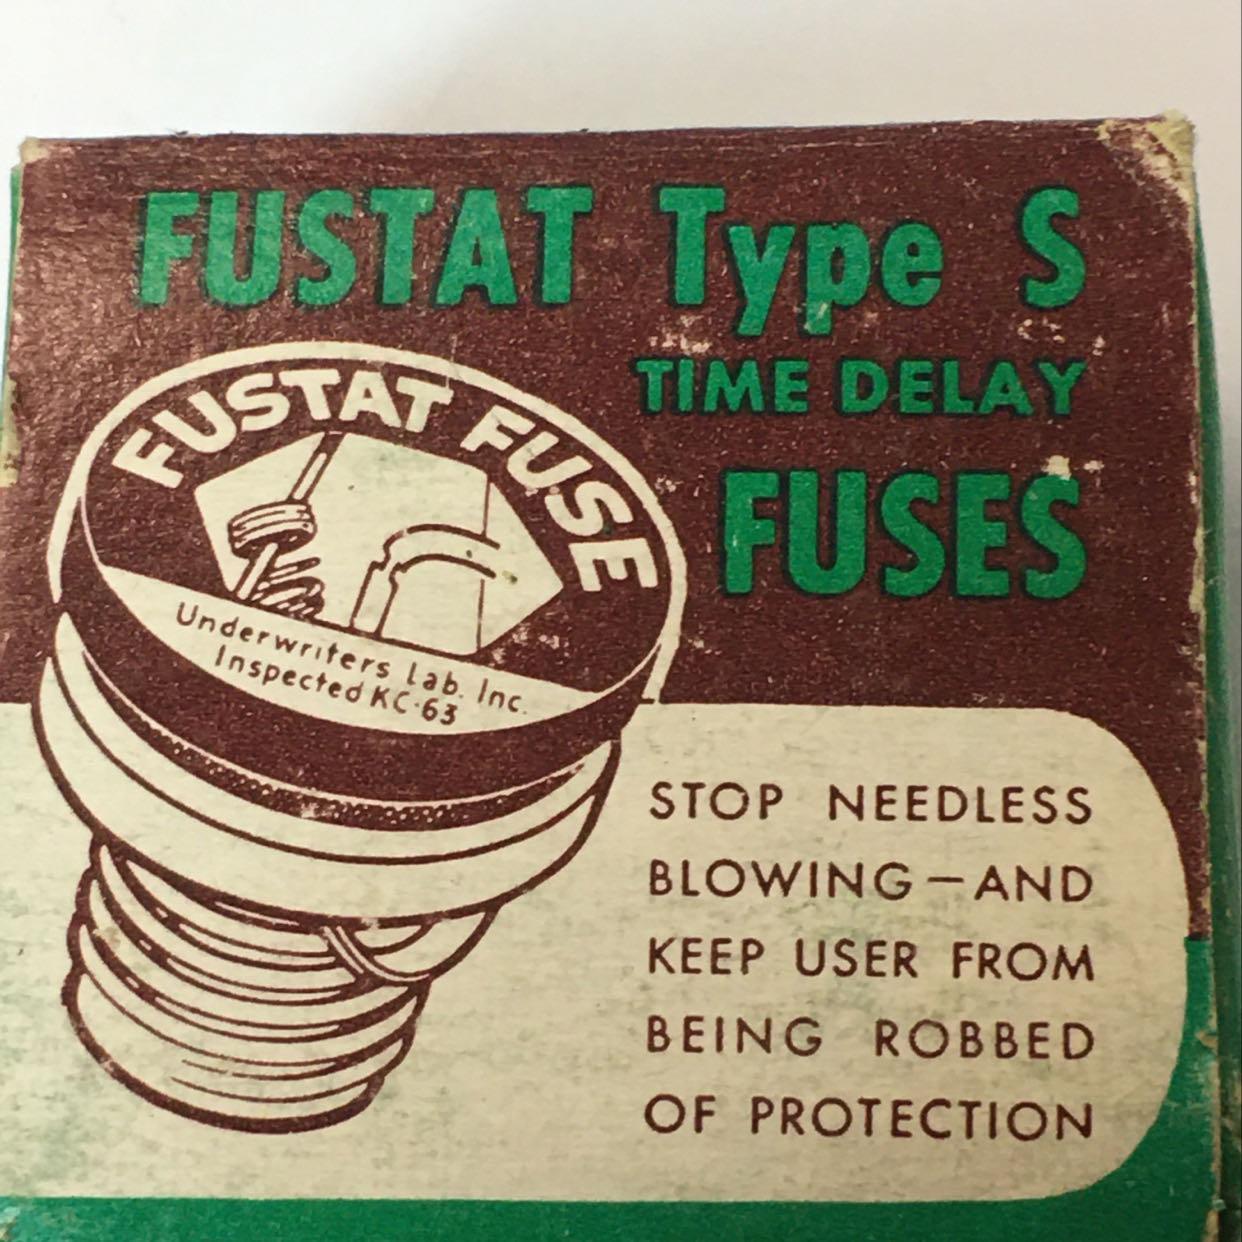 FUSTAT Type S
TIME DELAY
FUSES
FUSTAT FUSE
Underwriters Lab. Inc.
Inspected KC-63
STOP NEEDLESS
BLOWING—AND
KEEP USER FROM
BEING ROBBED
OF PROTECTION